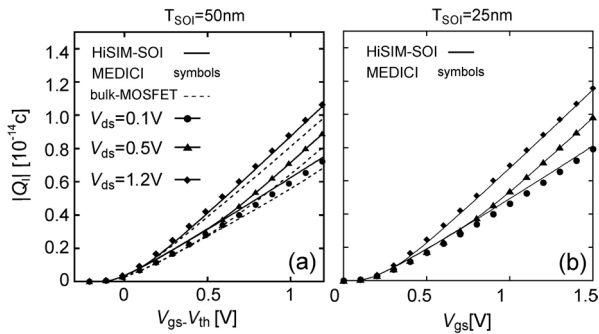 T_SOI=50nm
HiSIM-SOI
MEDICI symbols
bulk-MOSFET
V_ds=0.1V
V_ds=0.5V
V_ds=1.2V
1.4
1.2
1.0
0.8
0.6
0.4
0.2
0
|Q_I| [10^-14c]
0
0.5
1
(a)
V_gs-V_th [V]
T_SOI=25nm
HiSIM-SOI
MEDICI symbols
0
0.5
1
1.5
(b)
V_gs[V]